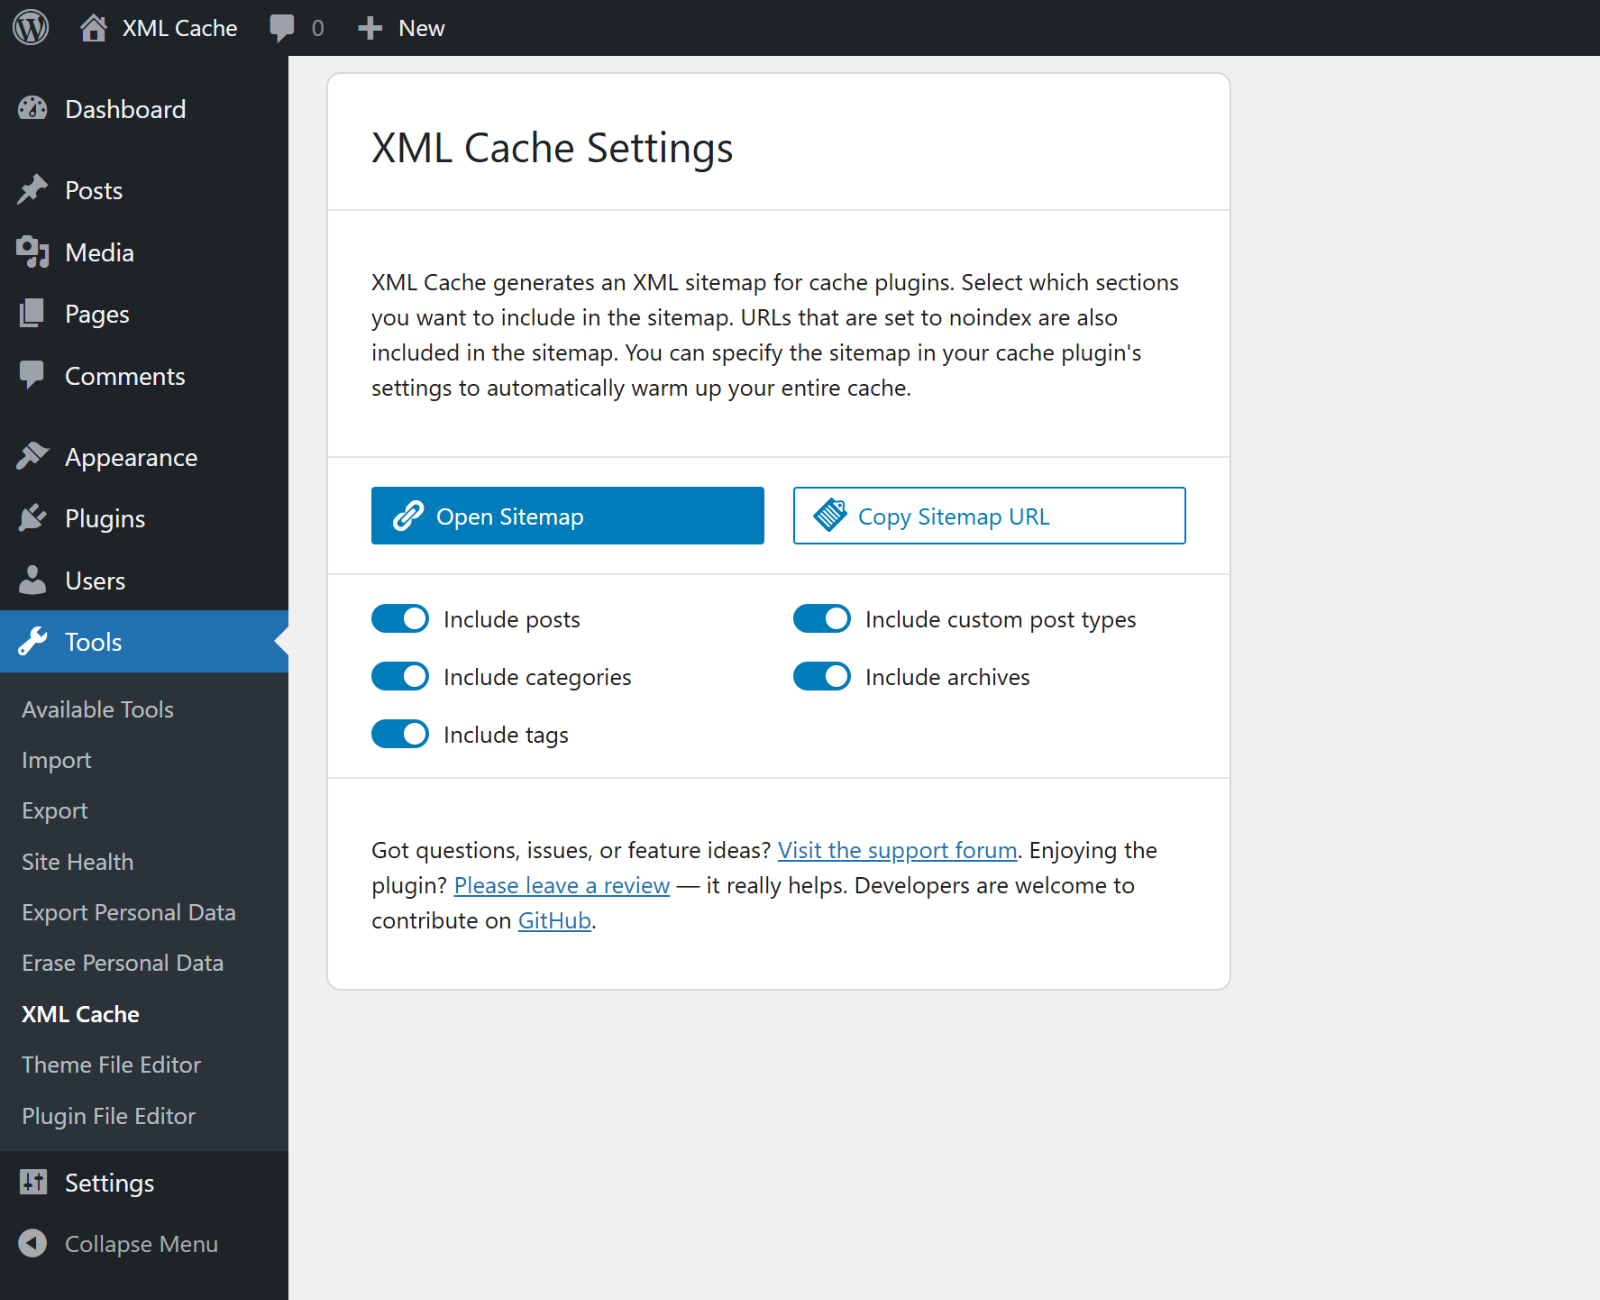 XML Cache
0
New
Dashboard
Posts
Media
Pages
Comments
Appearance
Plugins
Users
Tools
Available Tools
Import
Export
Site Health
Export Personal Data
Erase Personal Data
XML Cache
Theme File Editor
Plugin File Editor
Settings
Collapse Menu
XML Cache Settings
XML Cache generates an XML sitemap for cache plugins. Select which sections
you want to include in the sitemap. URLs that are set to noindex are also
included in the sitemap. You can specify the sitemap in your cache plugin's
settings to automatically warm up your entire cache.
Open Sitemap
Copy Sitemap URL
Include posts
Include custom post types
Include categories
Include archives
Include tags
Got questions, issues, or feature ideas? Visit the support forum. Enjoying the
plugin? Please leave a review — it really helps. Developers are welcome to
contribute on GitHub.